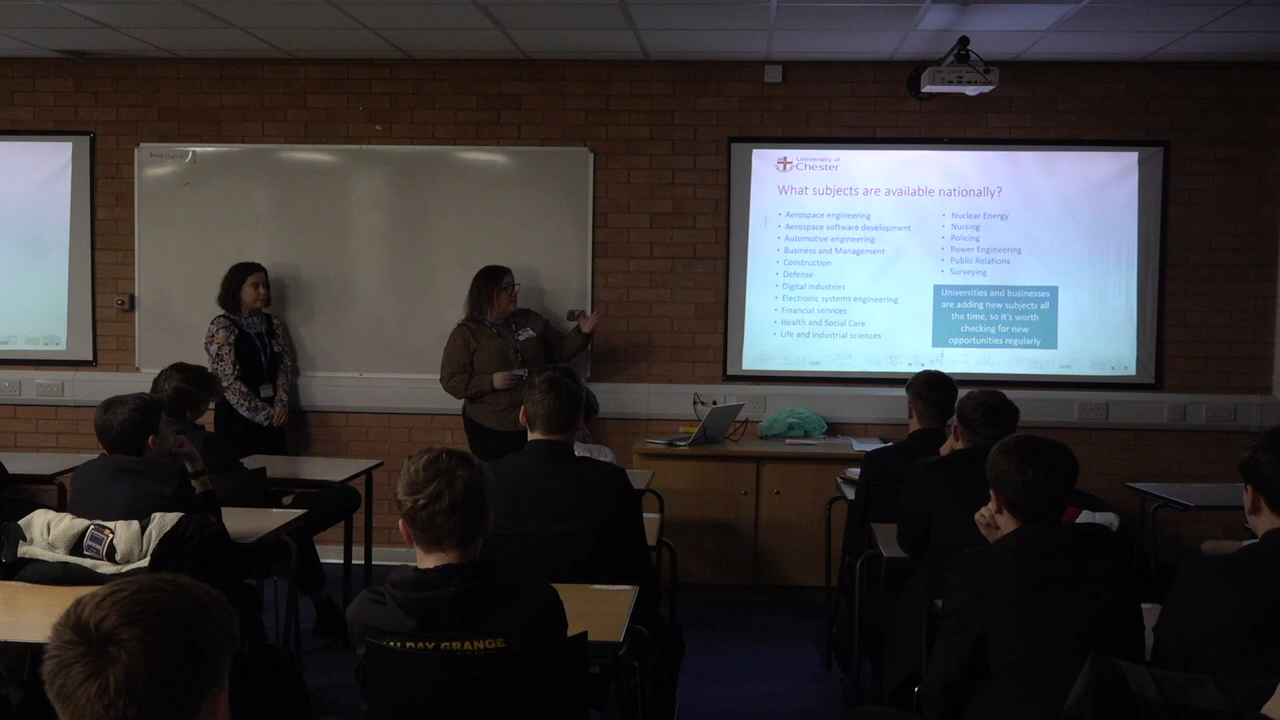 University of
Chester
What subjects are available nationally?
• Aerospace engineering
• Aerospace software development
• Automotive engineering
• Business and Management
• Construction
• Defense
• Digital industries
• Electronic systems engineering
• Financial services
• Health and Social Care
• Life and industrial sciences
• Nuclear Energy
• Nursing
• Policing
• Power Engineering
• Public Relations
• Surveying
Universities and businesses
are adding new subjects all
the time, so it's worth
checking for new
opportunities regularly
DAY GRANGE